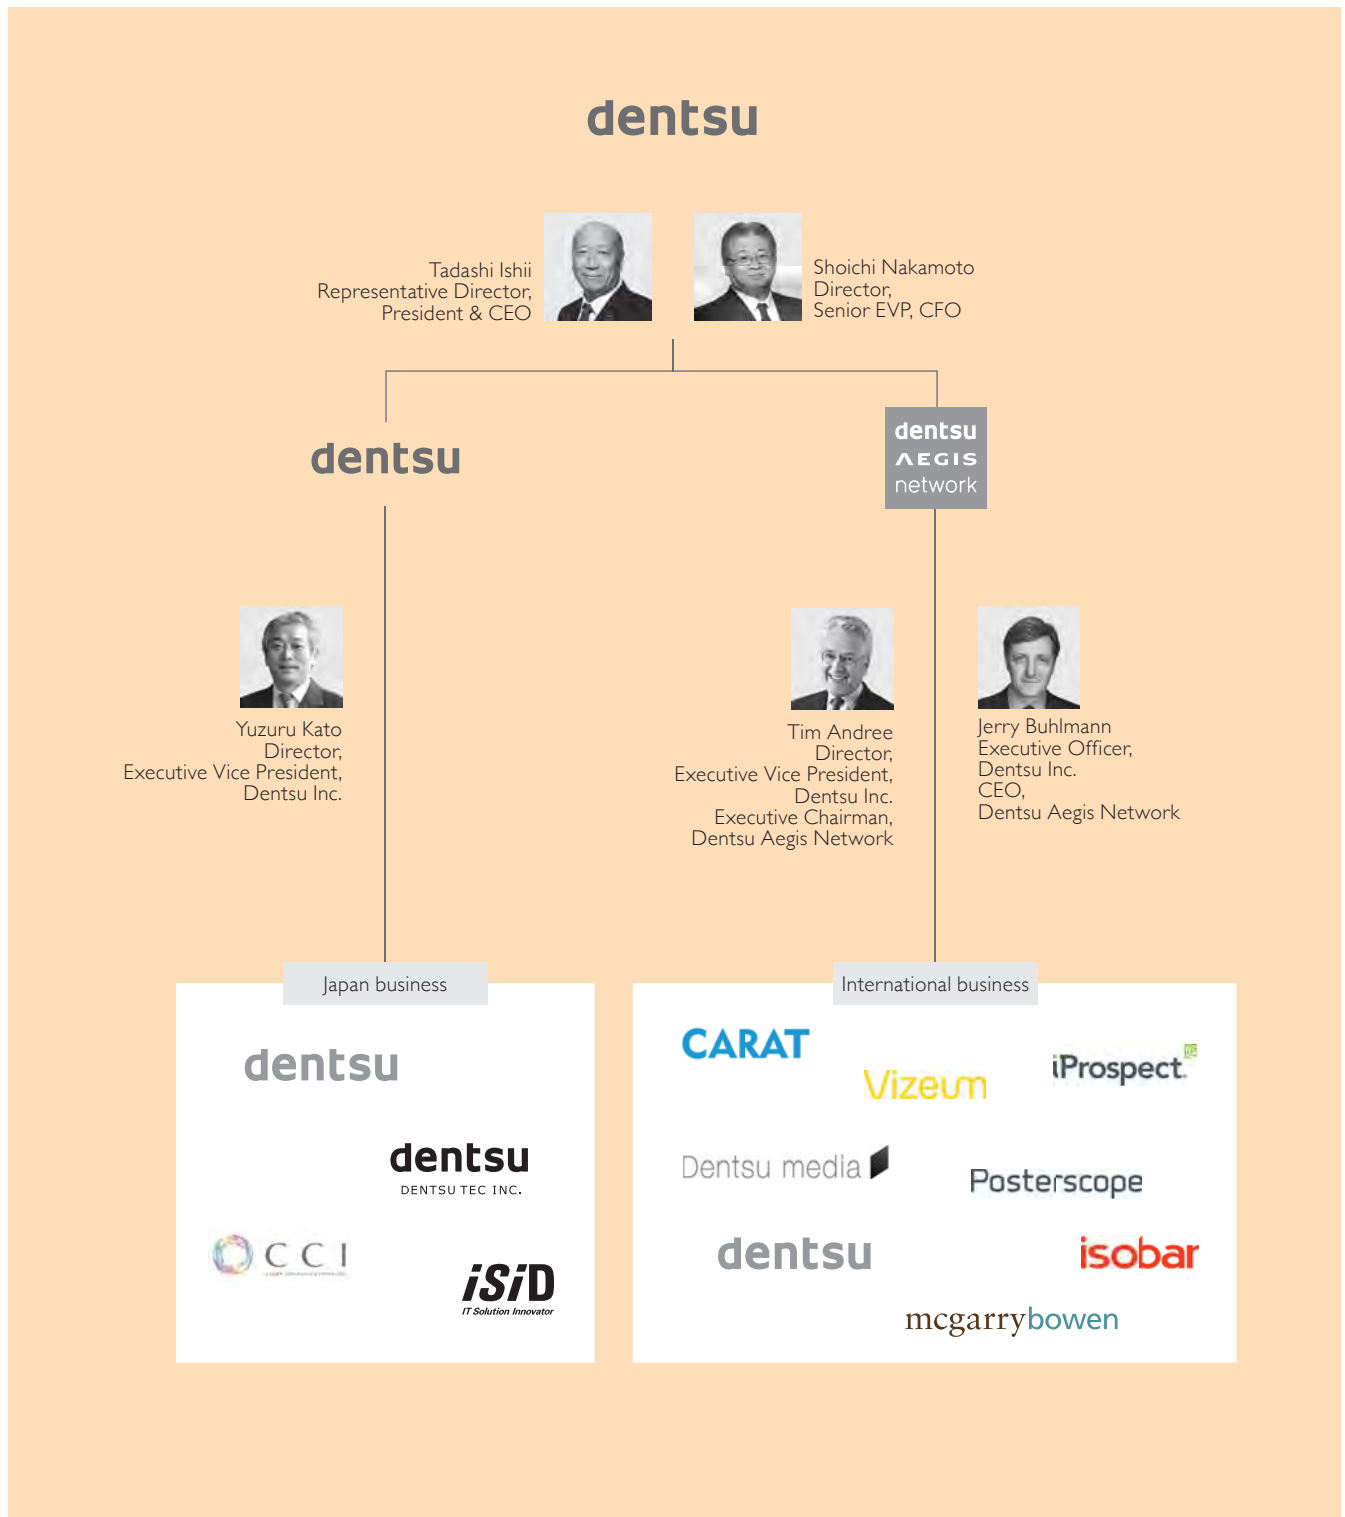 dentsu
Tadashi Ishii
Representative Director,
President & CEO
Shoichi Nakamoto
Director,
Senior EVP, CFO
dentsu
dentsu
AEGIS
network
Yuzuru Kato
Director,
Executive Vice President,
Dentsu Inc.
Tim Andree
Director,
Executive Vice President,
Dentsu Inc.
Executive Chairman,
Dentsu Aegis Network
Jerry Buhlmann
Executive Officer,
Dentsu Inc.
CEO,
Dentsu Aegis Network
Japan business
dentsu
dentsu
DENTSU TEC INC.
CCI
iSiD
IT Solution Innovator
International business
CARAT
Vizeum
iProspect
Dentsu media
Posterscope
dentsu
isobar
mcgarrybowen